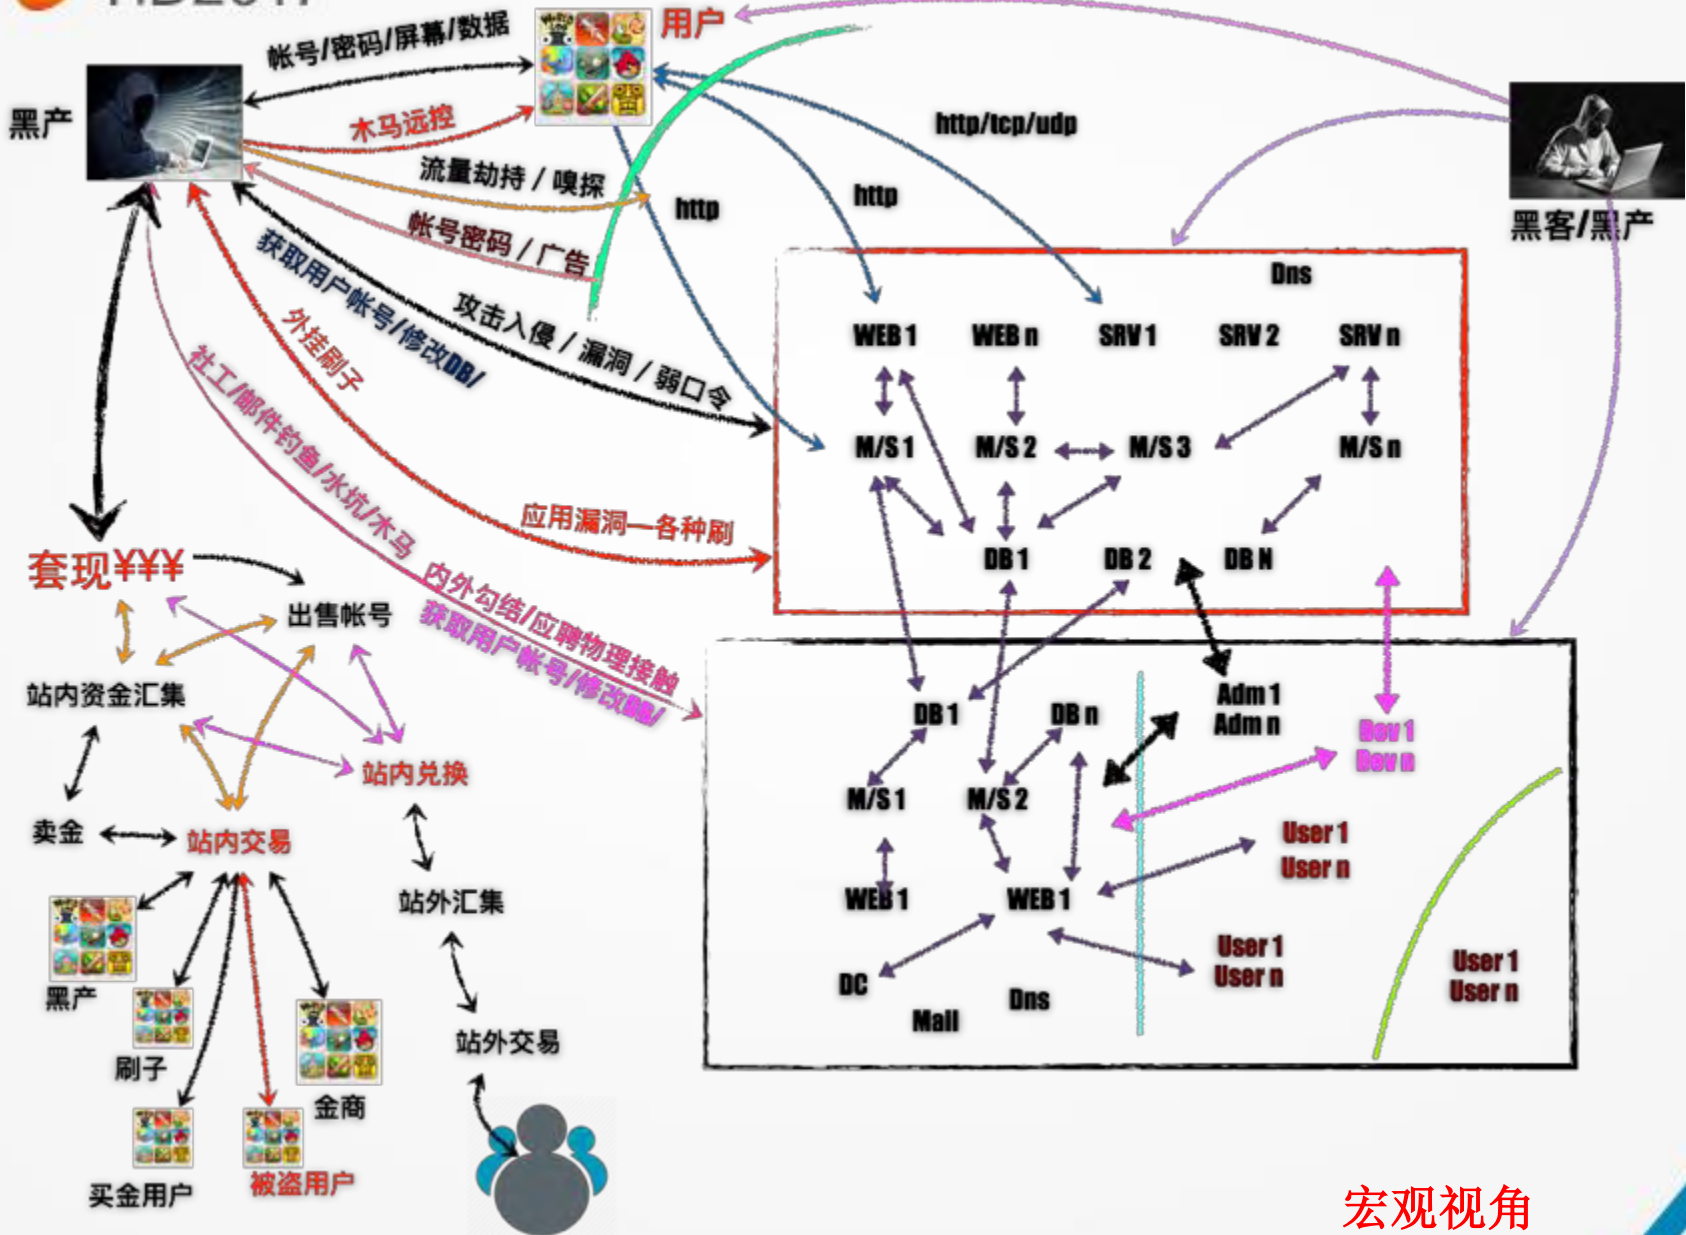 用户
帐号/密码/屏幕/数据
黑产
木马远控
http/tcp/udp
流量劫持 / 嗅探
http
http
帐号密码 / 广告
黑客/黑产
获取用户帐号/修改DB/
攻击入侵 / 漏洞 / 弱口令
外挂刷子
社工/邮件钓鱼/水坑/木马
Dns
WEB 1
WEB n
SRV 1
SRV 2
SRV n
M/S 1
M/S 2
M/S 3
M/S n
应用漏洞—各种刷
DB 1
DB 2
DB N
套现¥¥¥
出售帐号
内外勾结/应聘物理接触
获取用户帐号/修改DB/
站内资金汇集
站内兑换
卖金
站内交易
站外汇集
站外交易
黑产
刷子
金商
买金用户
被盗用户
DB 1
DB n
Adm 1
Adm n
Dev 1
Dev n
M/S 1
M/S 2
User 1
User n
WEB 1
WEB 1
User 1
User n
User 1
User n
DC
Dns
Mail
宏观视角